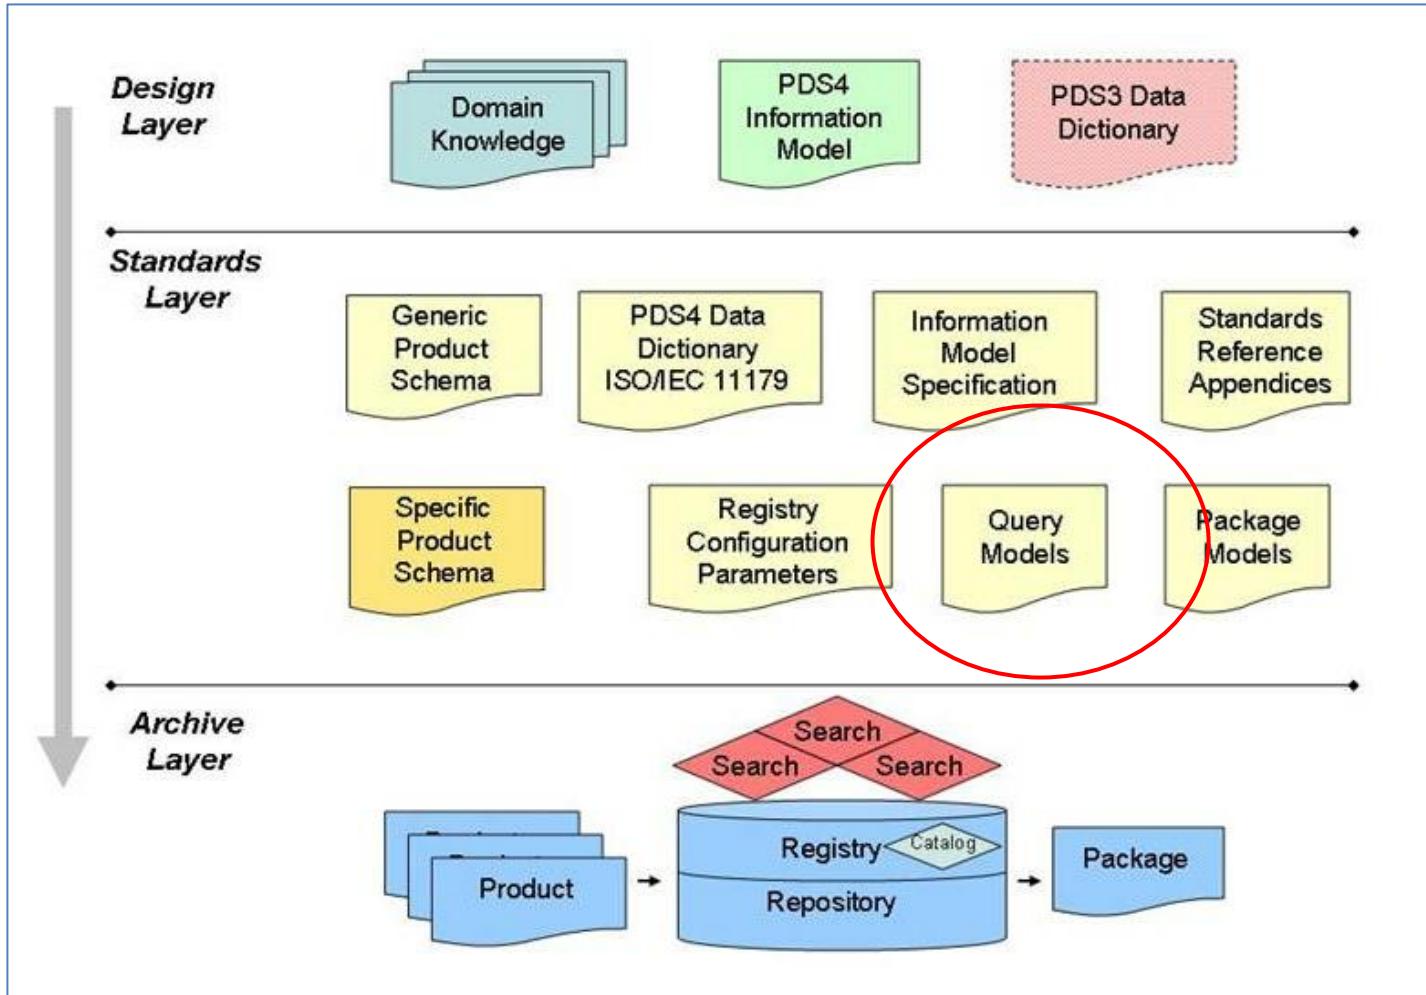 Design
Layer
Domain
Knowledge
PDS4
Information
Model
PDS3 Data
Dictionary
Standards
Layer
Generic
Product
Schema
PDS4 Data
Dictionary
ISO/IEC 11179
Information
Model
Specification
Standards
Reference
Appendices
Specific
Product
Schema
Registry
Configuration
Parameters
Query
Models
Package
Models
Archive
Layer
Search
Search
Search
Product
Registry
Catalog
Repository
Package